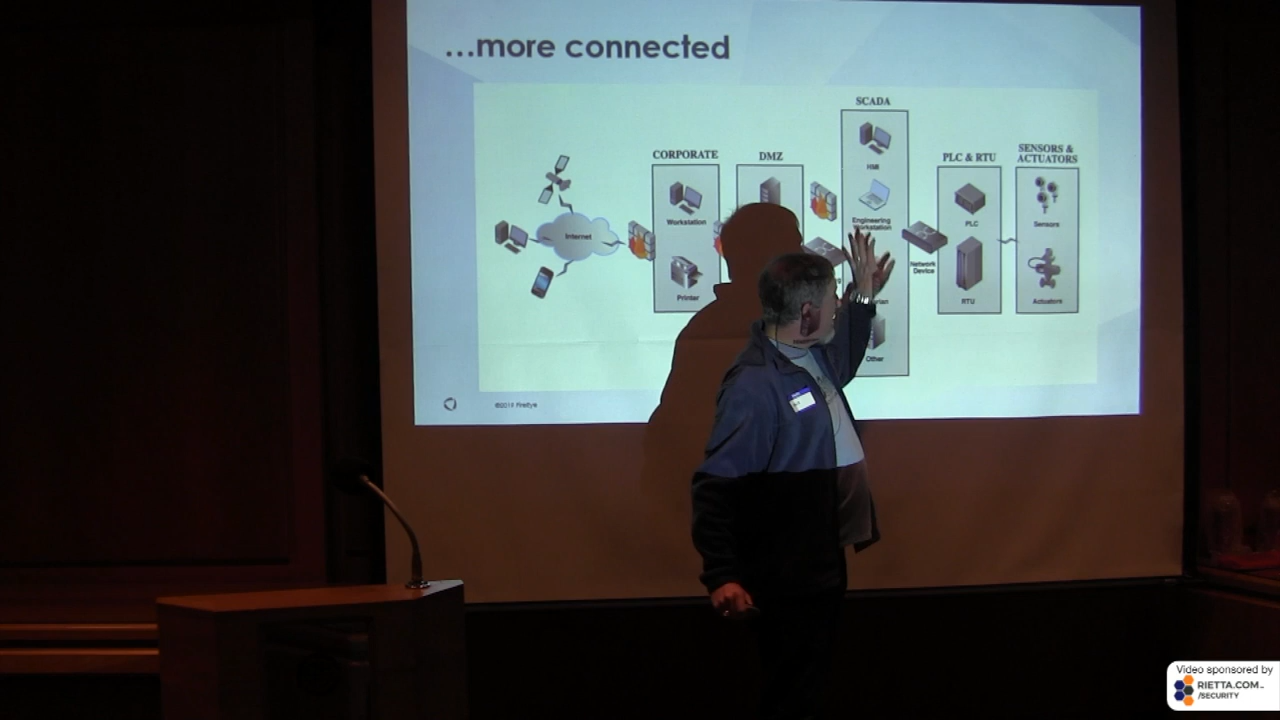 ...more connected
SCADA
CORPORATE
DMZ
PLC & RTU
SENSORS &
ACTUATORS
HMI
Workstation
Engineering
Workstation
PLC
Sensors
Internet
Network
Device
Printer
RTU
Actuators
Other
©2019 FireEye
Video sponsored by
RIETTA.COM
/SECURITY